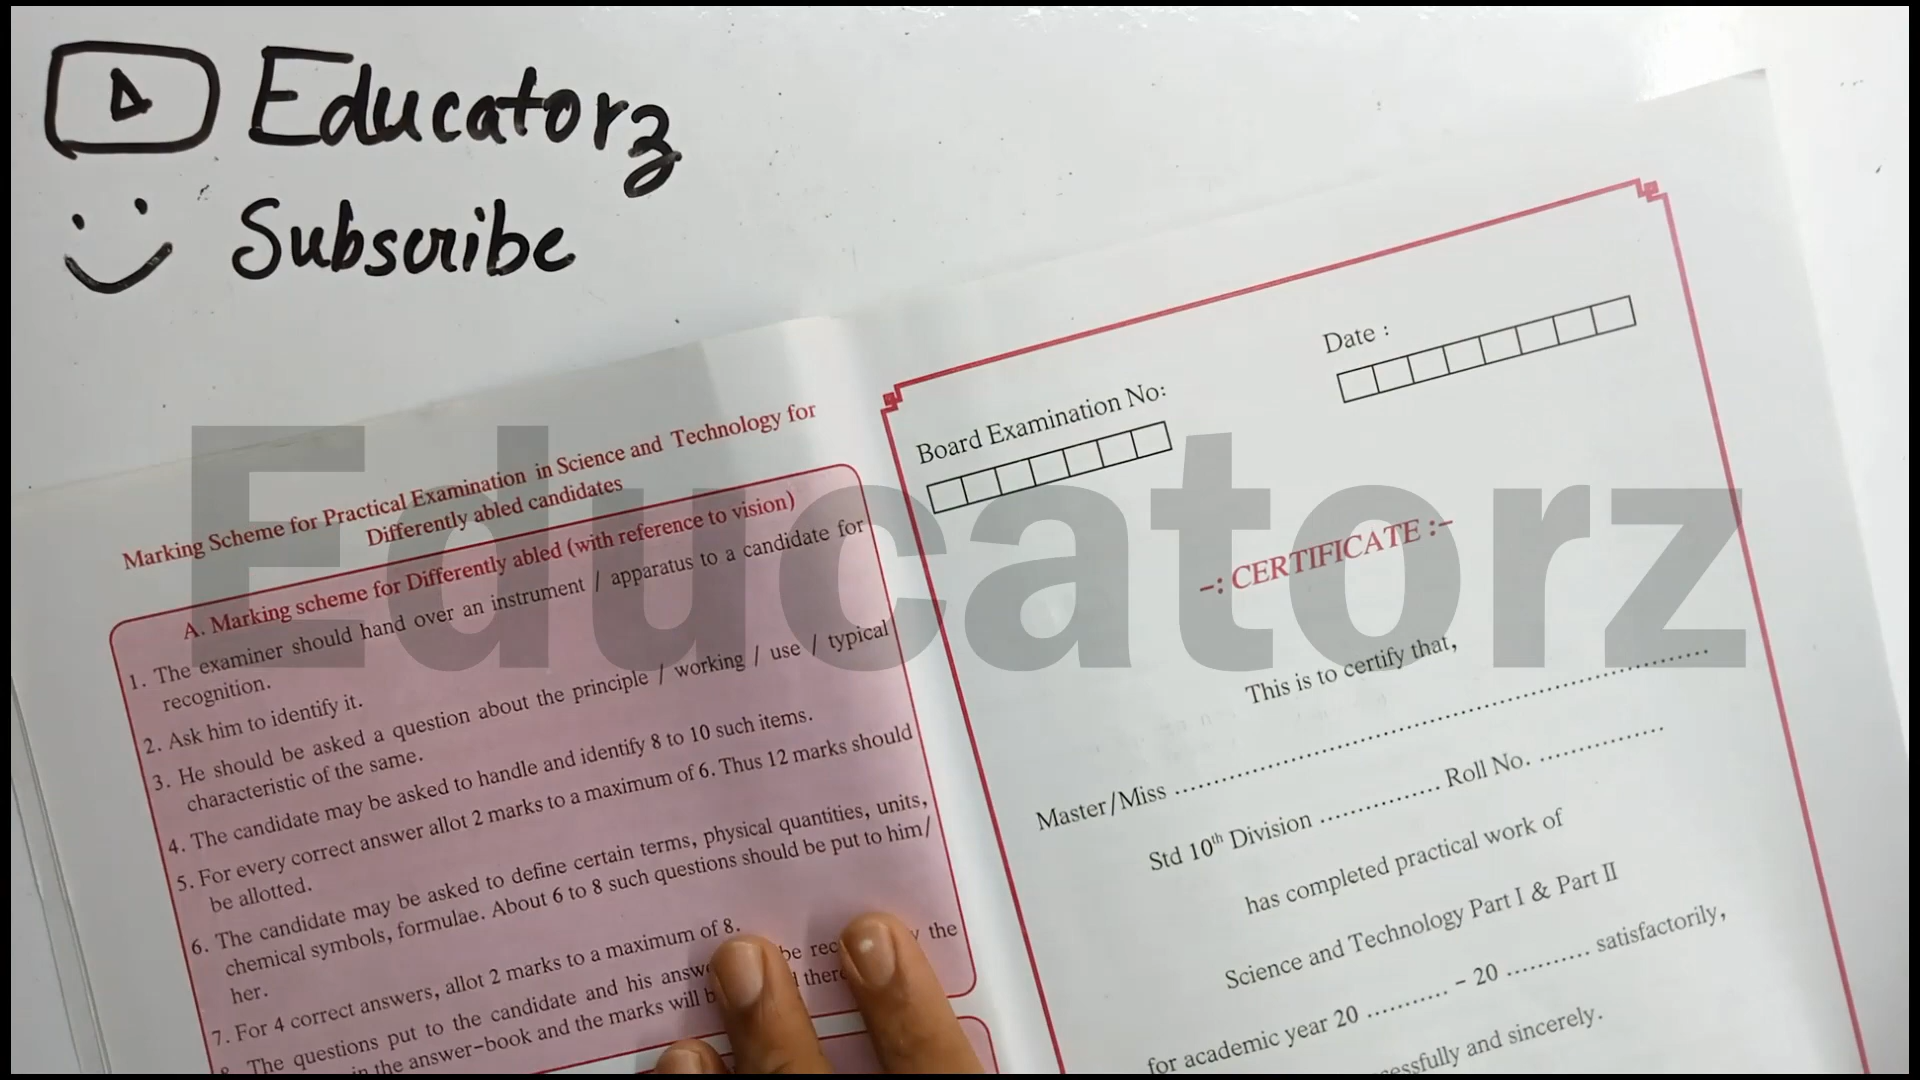 Educatorz
Subscribe
Marking Scheme for Practical Examination in Science and Technology for
Differently abled candidates
A. Marking scheme for Differently abled (with reference to vision)
1. The examiner should hand over an instrument / apparatus to a candidate for
recognition.
2. Ask him to identify it.
3. He should be asked a question about the principle / working / use / typical
characteristic of the same.
4. The candidate may be asked to handle and identify 8 to 10 such items.
5. For every correct answer allot 2 marks to a maximum of 6. Thus 12 marks should
be allotted.
6. The candidate may be asked to define certain terms, physical quantities, units,
chemical symbols, formulae. About 6 to 8 such questions should be put to him/
her.
7. For 4 correct answers, allot 2 marks to a maximum of 8.
The questions put to the candidate and his be the
the answer-book and the marks will
Board Examination No:
Date :
-: CERTIFICATE :-
This is to certify that,
Master/Miss ..........
Std 10th Division .......... Roll No. ..........
has completed practical work of
Science and Technology Part I & Part II
for academic year 20 .......... - 20 .......... satisfactorily,
and sincerely.
Educatorz